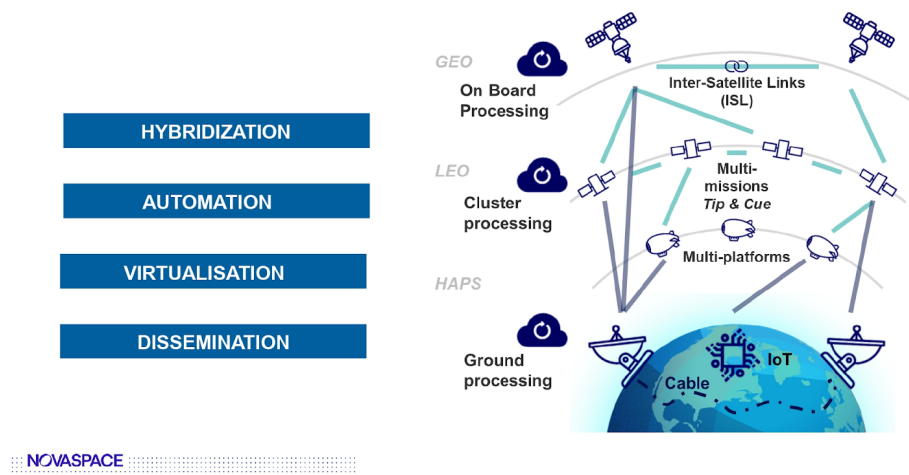 HYBRIDIZATION
AUTOMATION
VIRTUALISATION
DISSEMINATION
GEO
On Board
Processing
Inter-Satellite Links
(ISL)
LEO
Cluster
processing
Multi-
missions
Tip & Cue
HAPS
Multi-platforms
Ground
processing
IoT
Cable
NOVASPACE